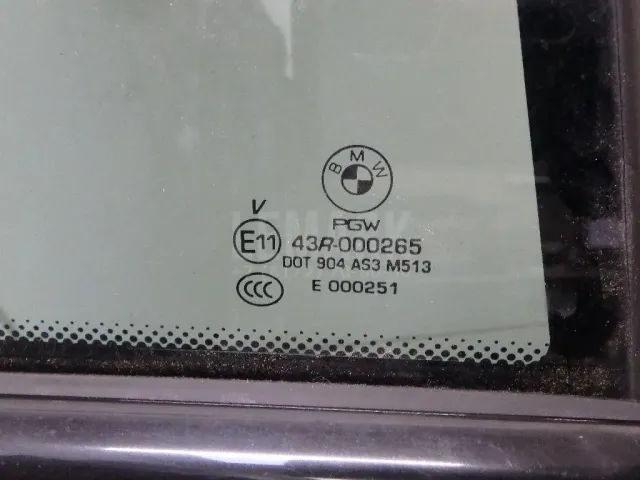 BMW
PGW
V
E11 43R-000265
DOT 904 AS3 M513
CCC E 000251